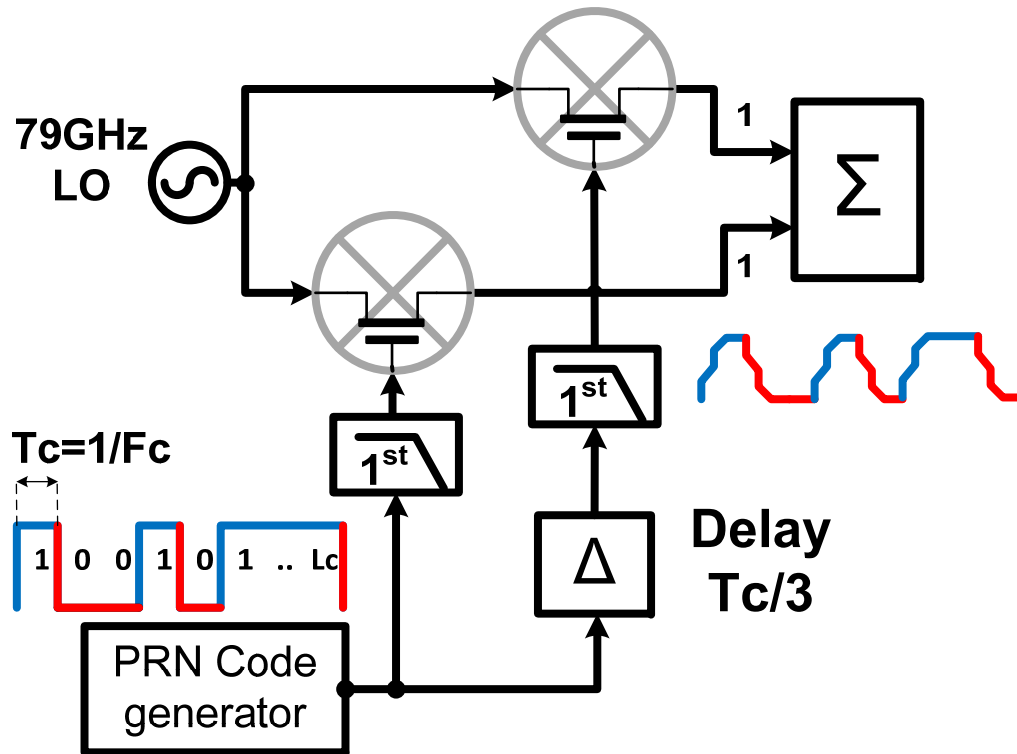 79GHz
LO
1
Σ
1
1st
1st
Tc=1/Fc
1 0 0 1 0 1 .. Lc
Δ
Delay
Tc/3
PRN Code
generator